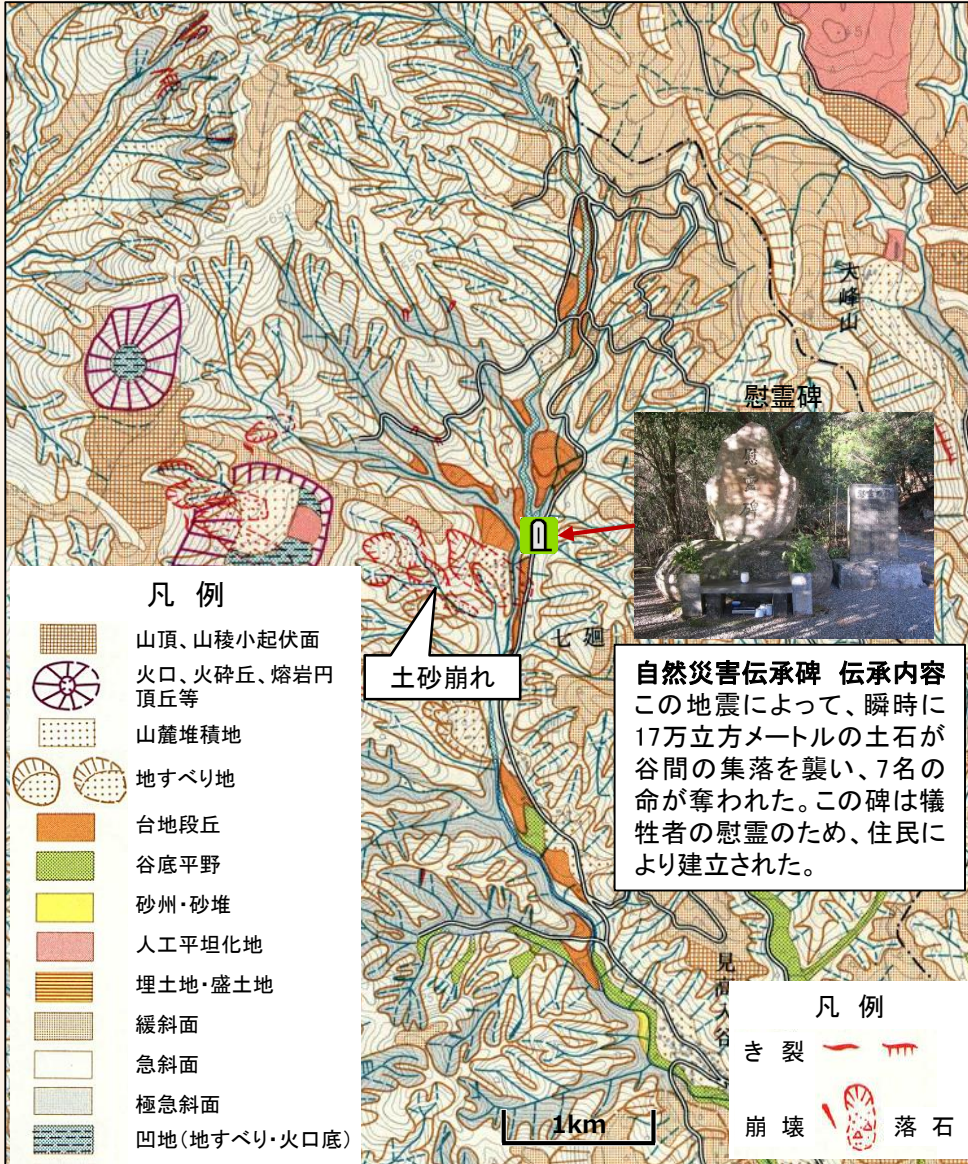 大峰山
慰霊碑
慰霊碑
七廻
土砂崩れ
自然災害伝承碑 伝承内容
この地震によって、瞬時に
17万立方メートルの土石が
谷間の集落を襲い、7名の
命が奪われた。この碑は犠
牲者の慰霊のため、住民に
より建立された。
凡 例
山頂、山稜小起伏面
火口、火砕丘、熔岩円
頂丘等
山麓堆積地
地すべり地
台地段丘
谷底平野
砂州・砂堆
人工平坦化地
埋土地・盛土地
緩斜面
急斜面
極急斜面
凹地(地すべり・火口底)
見高入谷
1km
凡 例
き 裂
崩 壊
落 石